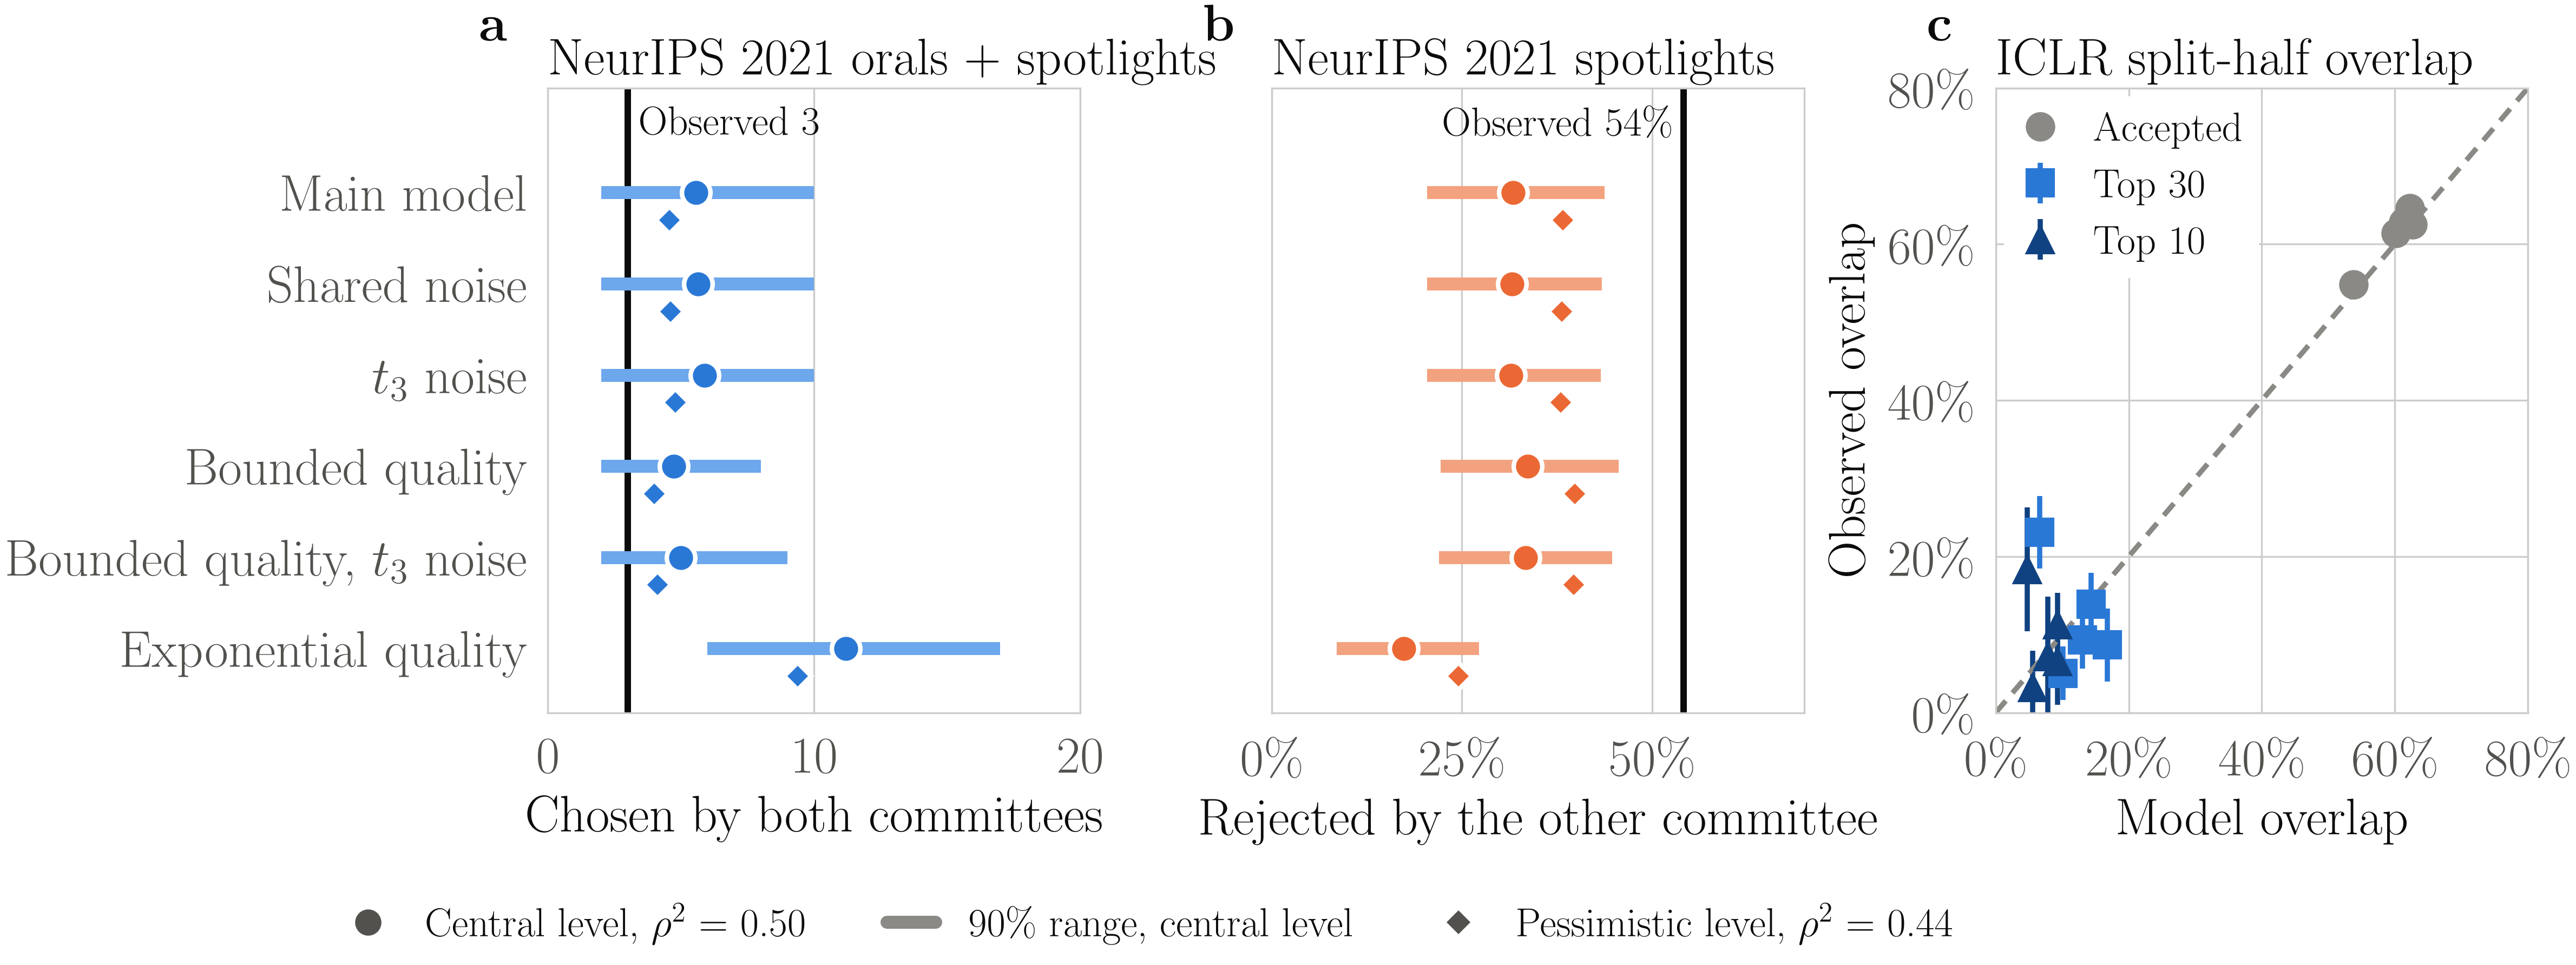 a
NeurIPS 2021 orals + spotlights
Observed 3
Main model
Shared noise
t₃ noise
Bounded quality
Bounded quality, t₃ noise
Exponential quality
0 10 20
Chosen by both committees
b
NeurIPS 2021 spotlights
Observed 54%
0% 25% 50%
Rejected by the other committee
c
ICLR split-half overlap
Accepted
Top 30
Top 10
Observed overlap
80%
60%
40%
20%
0%
0% 20% 40% 60% 80%
Model overlap
Central level, ρ² = 0.50
90% range, central level
Pessimistic level, ρ² = 0.44